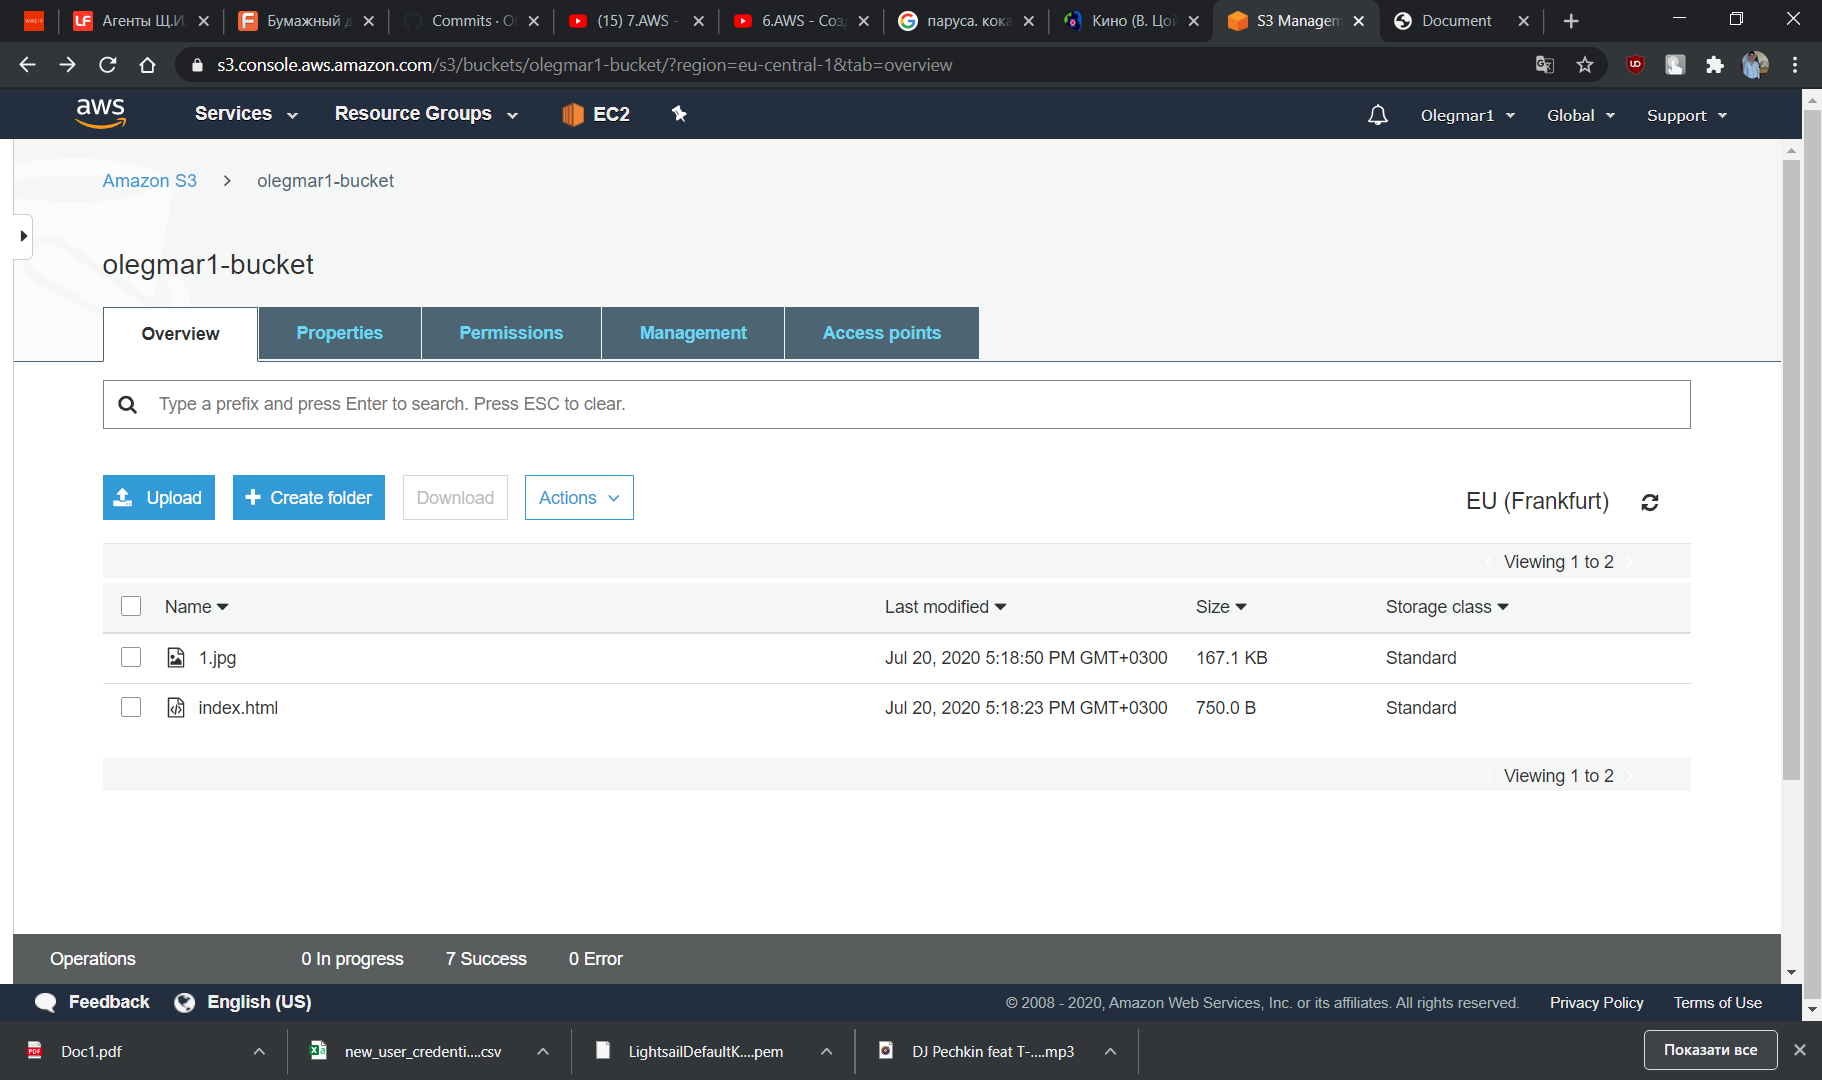 WIRED
LF Агенты Щ.И.
F Бумажный д
Commits · O
(15) 7.AWS -
6.AWS - Соз
паруса. кока
Кино (В. Цой
S3 Managem
Document
s3.console.aws.amazon.com/s3/buckets/olegmar1-bucket/?region=eu-central-1&tab=overview
aws Services Resource Groups EC2 Olegmar1 Global Support
Amazon S3 > olegmar1-bucket
olegmar1-bucket
Overview Properties Permissions Management Access points
Type a prefix and press Enter to search. Press ESC to clear.
Upload Create folder Download Actions EU (Frankfurt)
Viewing 1 to 2
Name Last modified Size Storage class
1.jpg Jul 20, 2020 5:18:50 PM GMT+0300 167.1 KB Standard
index.html Jul 20, 2020 5:18:23 PM GMT+0300 750.0 B Standard
Viewing 1 to 2
Operations 0 In progress 7 Success 0 Error
Feedback English (US) © 2008 - 2020, Amazon Web Services, Inc. or its affiliates. All rights reserved. Privacy Policy Terms of Use
Doc1.pdf new_user_credenti....csv LightsailDefaultK....pem DJ Pechkin feat T-....mp3 Показати все